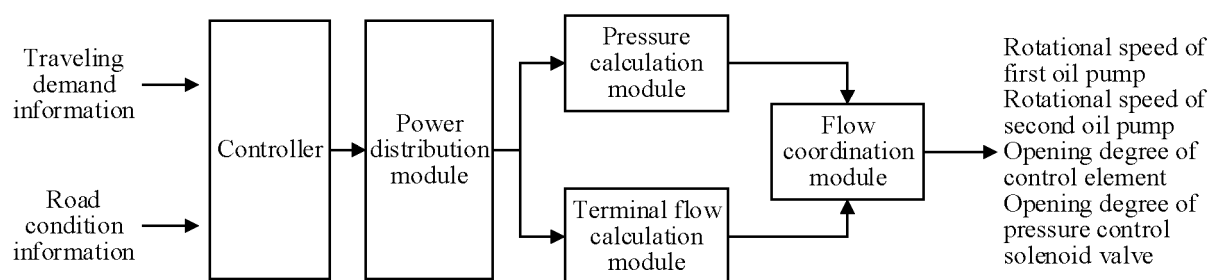 Traveling
demand
information
Road
condition
information
Controller
Power
distribution
module
Pressure
calculation
module
Terminal flow
calculation
module
Flow
coordination
module
Rotational speed of
first oil pump
Rotational speed of
second oil pump
Opening degree of
control element
Opening degree of
pressure control
solenoid valve